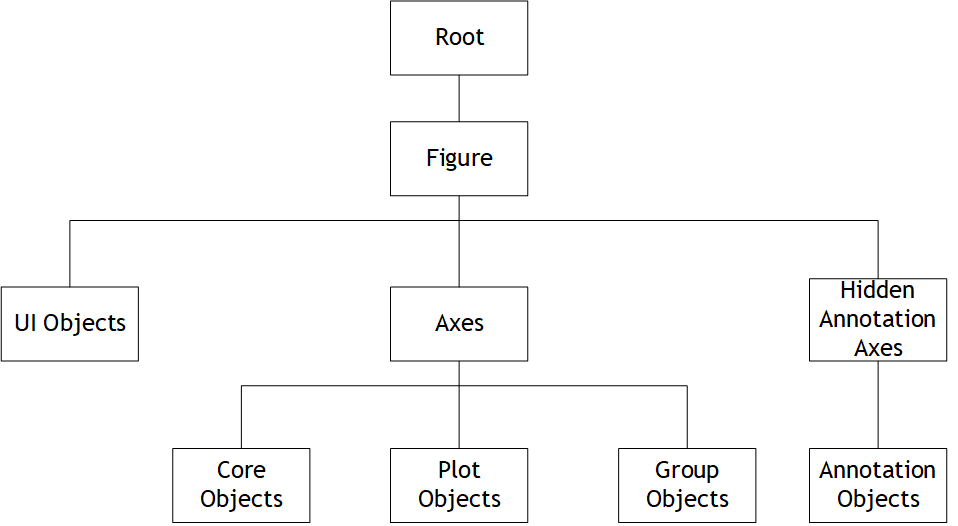 Root
Figure
UI Objects
Axes
Hidden
Annotation
Axes
Core
Objects
Plot
Objects
Group
Objects
Annotation
Objects